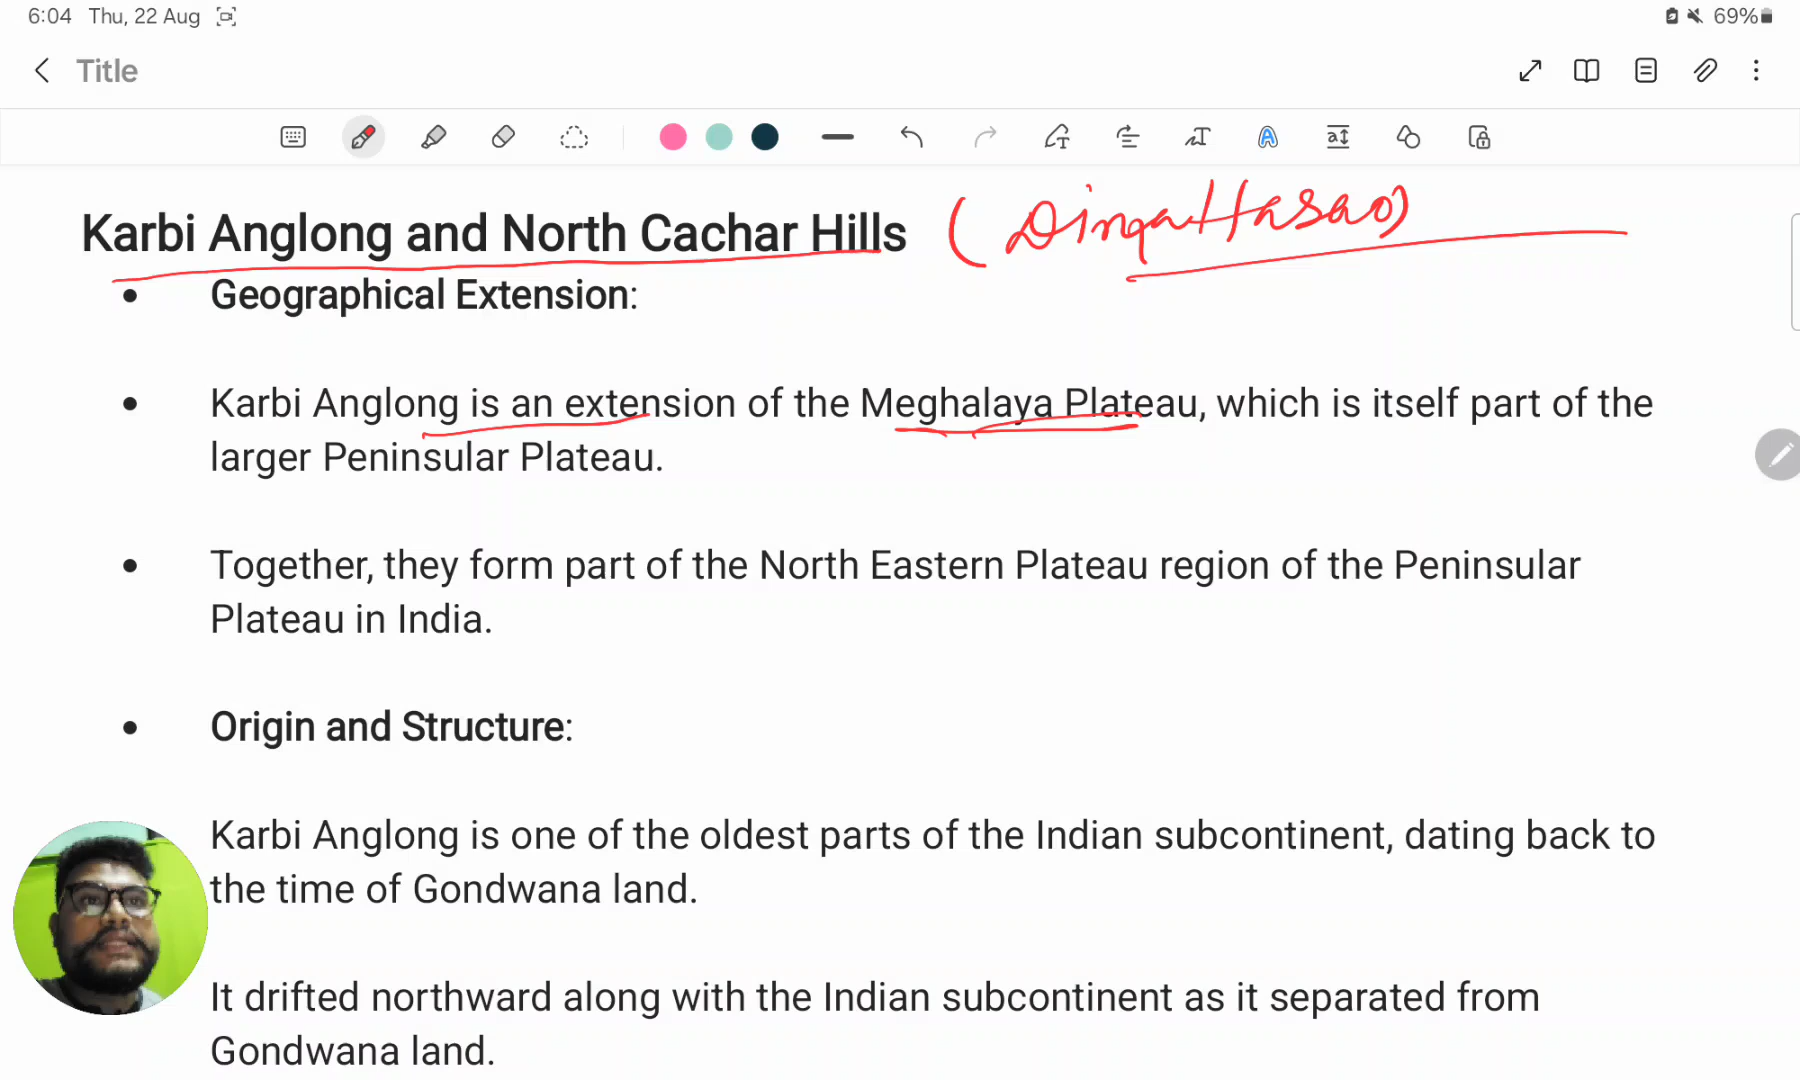 6:04 Thu, 22 Aug 69%
Title
Karbi Anglong and North Cachar Hills (Dima Hasao)
• Geographical Extension:
• Karbi Anglong is an extension of the Meghalaya Plateau, which is itself part of the
larger Peninsular Plateau.
• Together, they form part of the North Eastern Plateau region of the Peninsular
Plateau in India.
• Origin and Structure:
Karbi Anglong is one of the oldest parts of the Indian subcontinent, dating back to
the time of Gondwana land.
It drifted northward along with the Indian subcontinent as it separated from
Gondwana land.